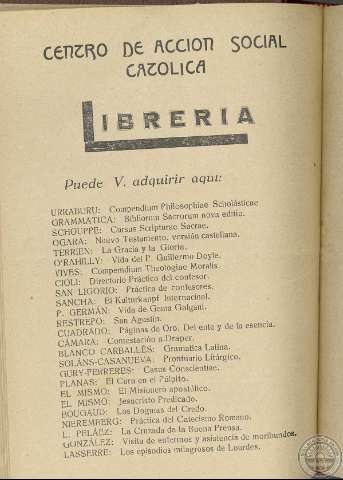 CENTRO DE ACCION SOCIAL
CATOLICA
LIBRERIA
Puede V. adquirir aquí:
URRABURU: Compendium Philosophiae Scholásticae
GRAMMATICA: Bibliorum Sacrorum nova editia.
SCHOUPPE: Cursus Scripturae Sacrae.
OGARA: Nuevo Testamento, versión castellana.
TERRIEN: La Gracia y la Gloria.
O'RAHILLY: Vida del P. Guillermo Doyle.
VIVES: Compendium Theologiae Moralis.
CIOLI: Directorio Práctico del confesor.
SAN LIGORIO: Práctica de confesores.
SANCHA: El Kulturkampf Internacinal.
P. GERMÁN: Vida de Gema Galgani.
RESTREPO: San Agustín.
CUADRADO: Páginas de Oro. Del ente y de la esencia.
CÁMARA: Contestación a Draper.
BLANCO CARBALLÉS: Gramatica Latina.
SOLÁNS-CASANUEVA: Prontuario Litúrgico.
GURY-FERRERES: Casus Conscientiae.
PLANAS: El Cura en el Púlpito.
EL MISMO: El Misionero apostólico.
EL MISMO: Jesucristo Predicado.
BOUGAUD: Los Dogmas del Credo.
NIEREMBERG: Práctica del Catecismo Romano.
L. PELÁEZ: La Cruzada de la Buena Prensa.
GONZÁLEZ: Visita de enfermos y asistencia de moribundos.
LASSERRE: Los episodios milagrosos de Lourdes.